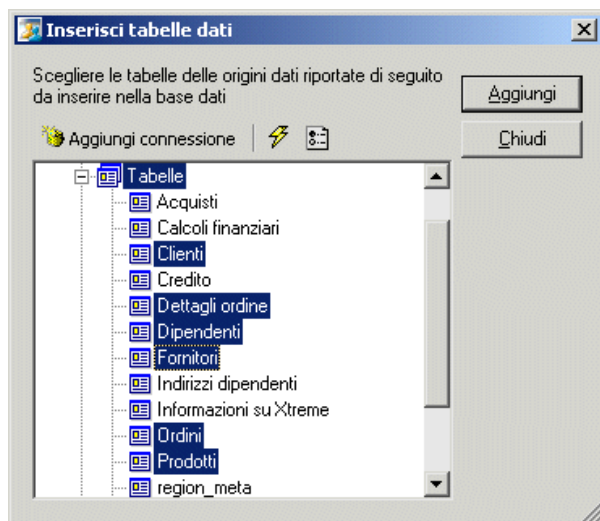 Inserisci tabelle dati
Scegliere le tabelle delle origini dati riportate di seguito
da inserire nella base dati
Aggiungi
Chiudi
Aggiungi connessione
Tabelle
Acquisti
Calcoli finanziari
Clienti
Credito
Dettagli ordine
Dipendenti
Fornitori
Indirizzi dipendenti
Informazioni su Xtreme
Ordini
Prodotti
region_meta